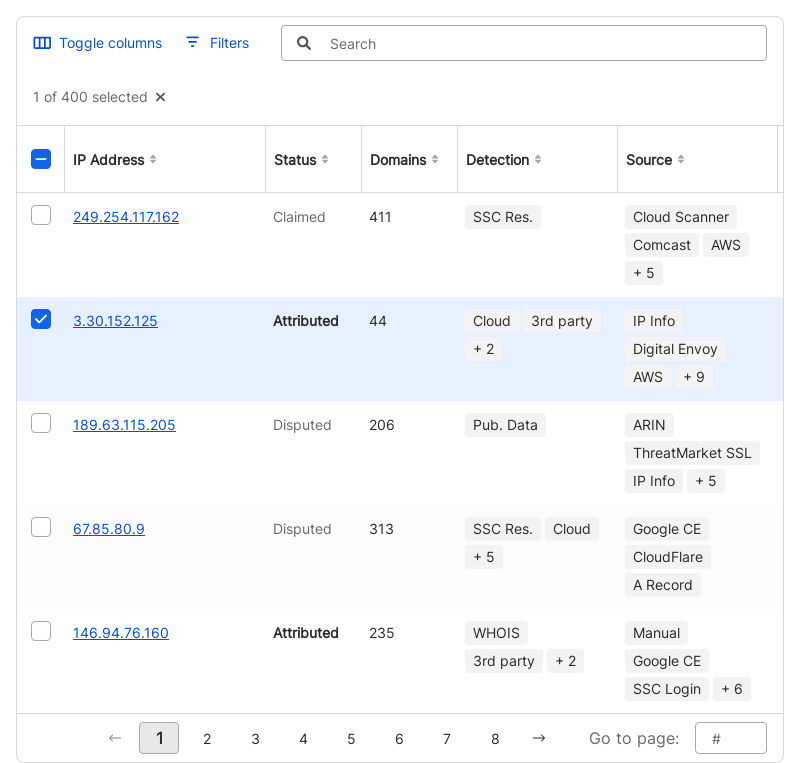 Toggle columns Filters Search
1 of 400 selected
IP Address Status Domains Detection Source
249.254.117.162 Claimed 411 SSC Res. Cloud Scanner
Comcast AWS
+ 5
3.30.152.125 Attributed 44 Cloud 3rd party IP Info
+ 2 Digital Envoy
AWS + 9
189.63.115.205 Disputed 206 Pub. Data ARIN
ThreatMarket SSL
IP Info + 5
67.85.80.9 Disputed 313 SSC Res. Cloud Google CE
+ 5 CloudFlare
A Record
146.94.76.160 Attributed 235 WHOIS Manual
3rd party + 2 Google CE
SSC Login + 6
← 1 2 3 4 5 6 7 8 → Go to page: #